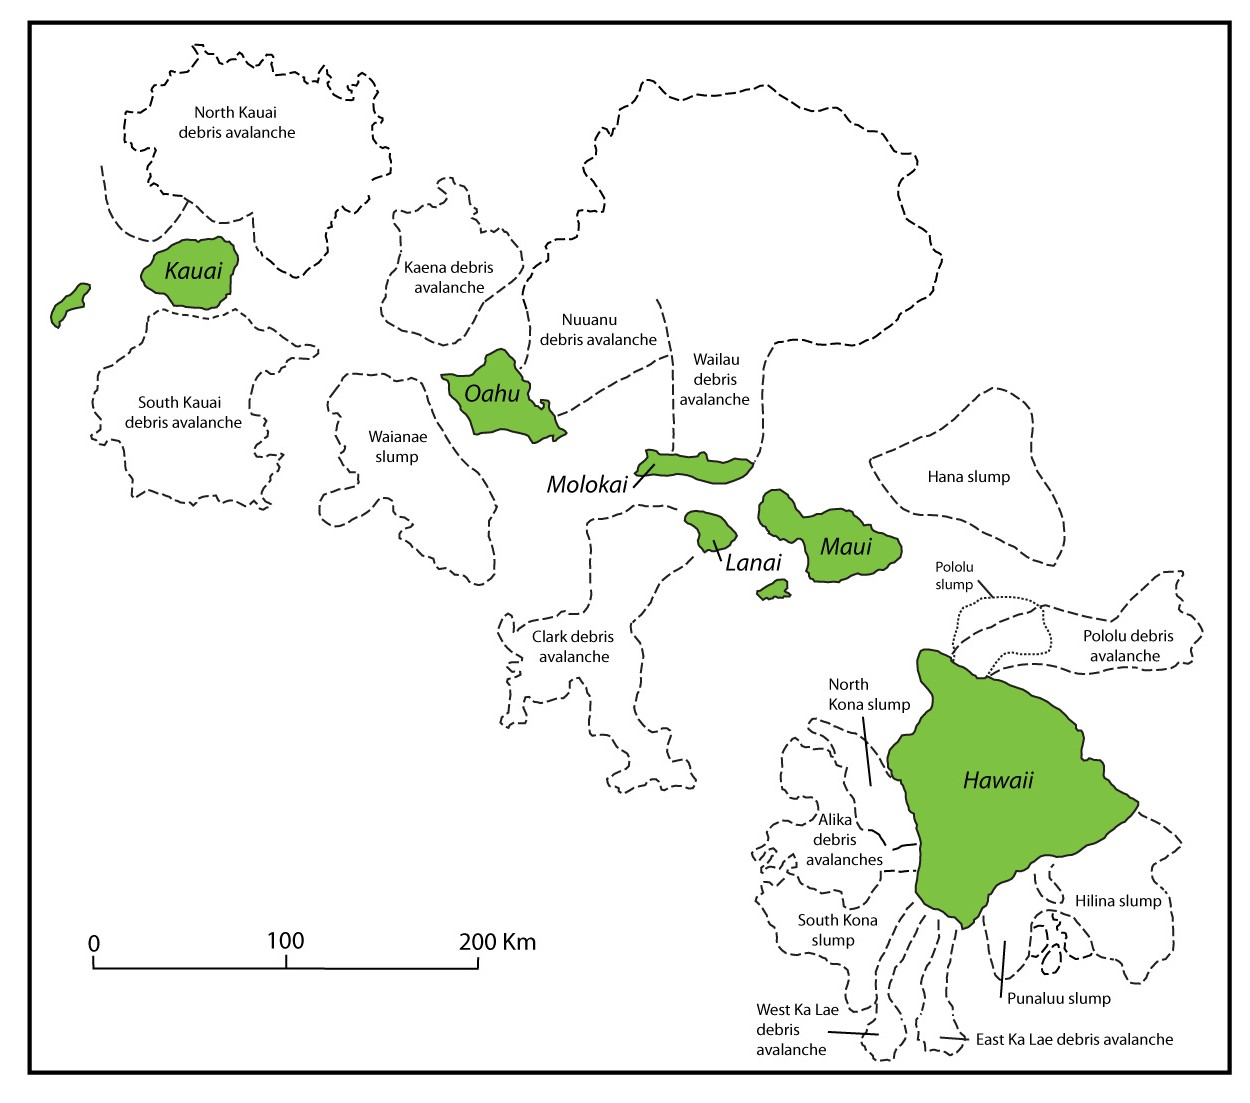 North Kauai
debris avalanche
Kauai
Kaena debris
avalanche
Nuuanu
debris avalanche
Wailau
debris
avalanche
South Kauai
debris avalanche
Oahu
Waianae
slump
Molokai
Hana slump
Lanai
Maui
Pololu
slump
Clark debris
avalanche
Pololu debris
avalanche
North
Kona slump
Hawaii
Alika
debris
avalanches
South Kona
slump
Hilina slump
0
100
200 Km
Punaluu slump
West Ka Lae
debris
avalanche
East Ka Lae debris avalanche